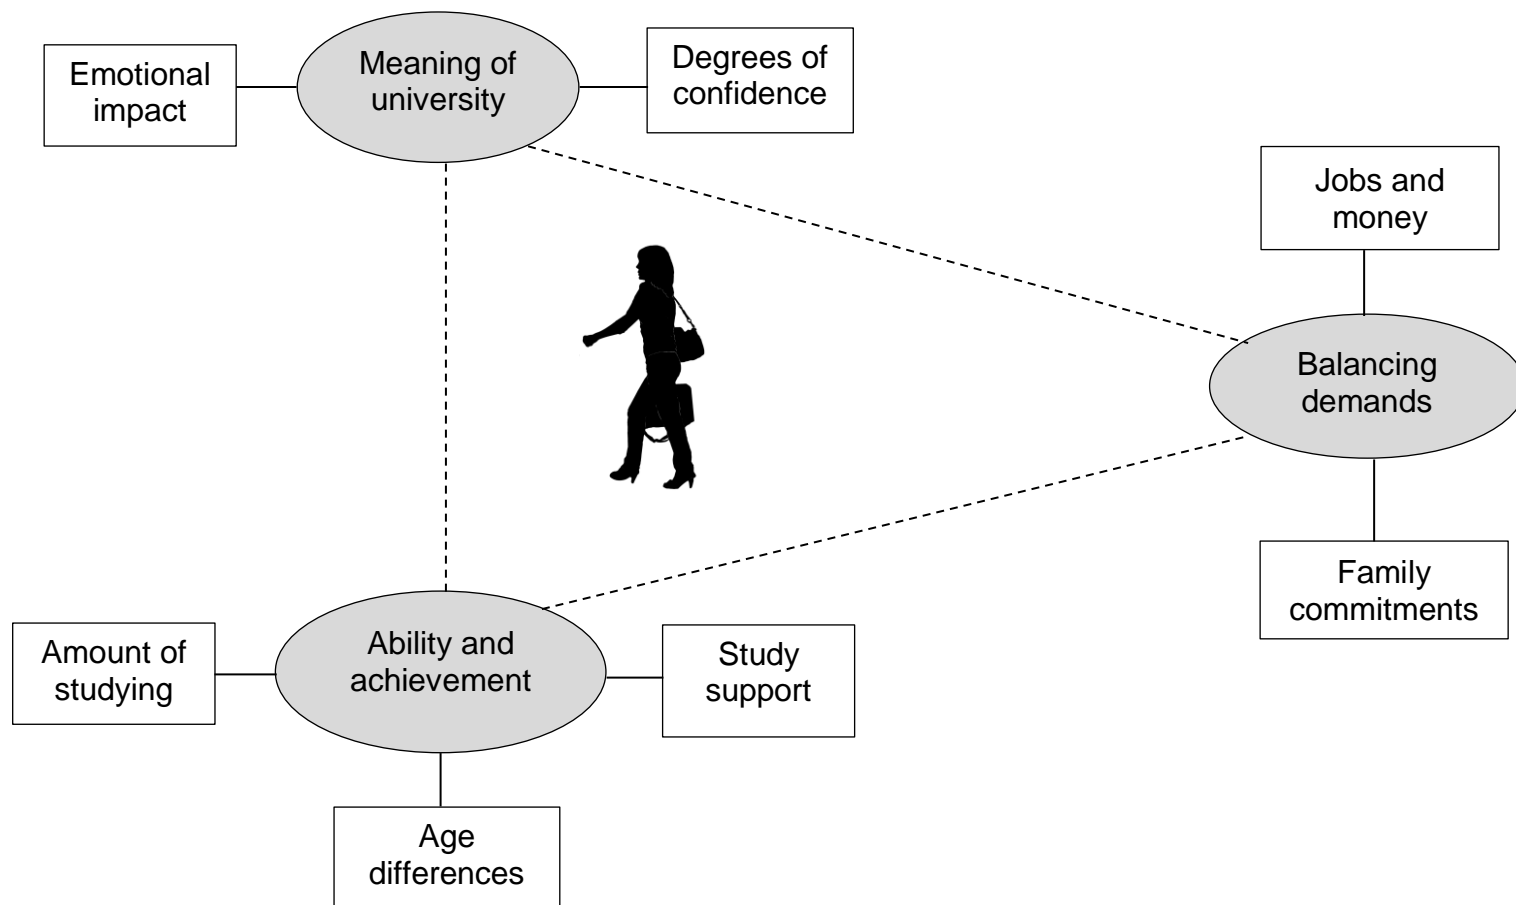 Emotional
impact
Meaning of
university
Degrees of
confidence
Jobs and
money
Balancing
demands
Family
commitments
Amount of
studying
Ability and
achievement
Study
support
Age
differences